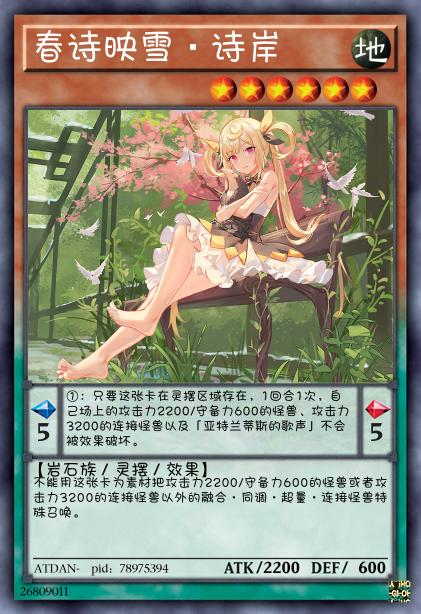 春诗映雪·诗岸
地
①：只要这张卡在灵摆区域存在，1回合1次，自
己场上的攻击力2200/守备力600的怪兽、攻击力
3200的连接怪兽以及「亚特兰蒂斯的歌声」不会
被效果破坏。
5
5
【岩石族/灵摆/效果】
不能用这张卡为素材把攻击力2200/守备力600的怪兽或者攻
击力3200的连接怪兽以外的融合·同调·超量·连接怪兽特
殊召唤。
ATDAN- pid: 78975394
ATK/2200 DEF/ 600
26809011